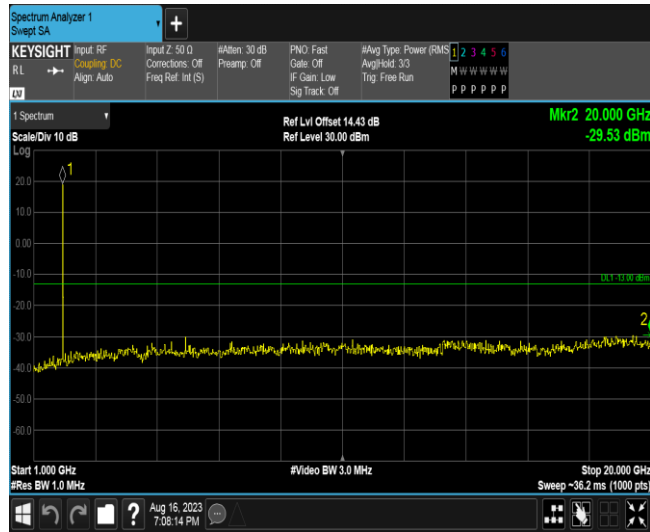 Spectrum Analyzer 1
Swept SA
+
KEYSIGHT
RL
LXI
Input: RF
Coupling: DC
Align: Auto
Input Z: 50 Ω
Corrections: Off
Freq Ref: Int (S)
#Atten: 30 dB
Preamp: Off
PNO: Fast
Gate: Off
IF Gain: Low
Sig Track: Off
#Avg Type: Power (RMS
Avg|Hold: 3/3
Trig: Free Run
1 2 3 4 5 6
M W W W W W
P P P P P P
1 Spectrum
Scale/Div 10 dB
Log
Ref Lvl Offset 14.43 dB
Ref Level 30.00 dBm
Mkr2 20.000 GHz
-29.53 dBm
1
20.0
10.0
0.00
-10.0
DL1 -13.00 dBm
-20.0
2
-30.0
-40.0
-50.0
-60.0
Start 1.000 GHz
#Video BW 3.0 MHz
Stop 20.000 GHz
#Res BW 1.0 MHz
Sweep ~36.2 ms (1000 pts)
?
Aug 16, 2023
7:08:14 PM